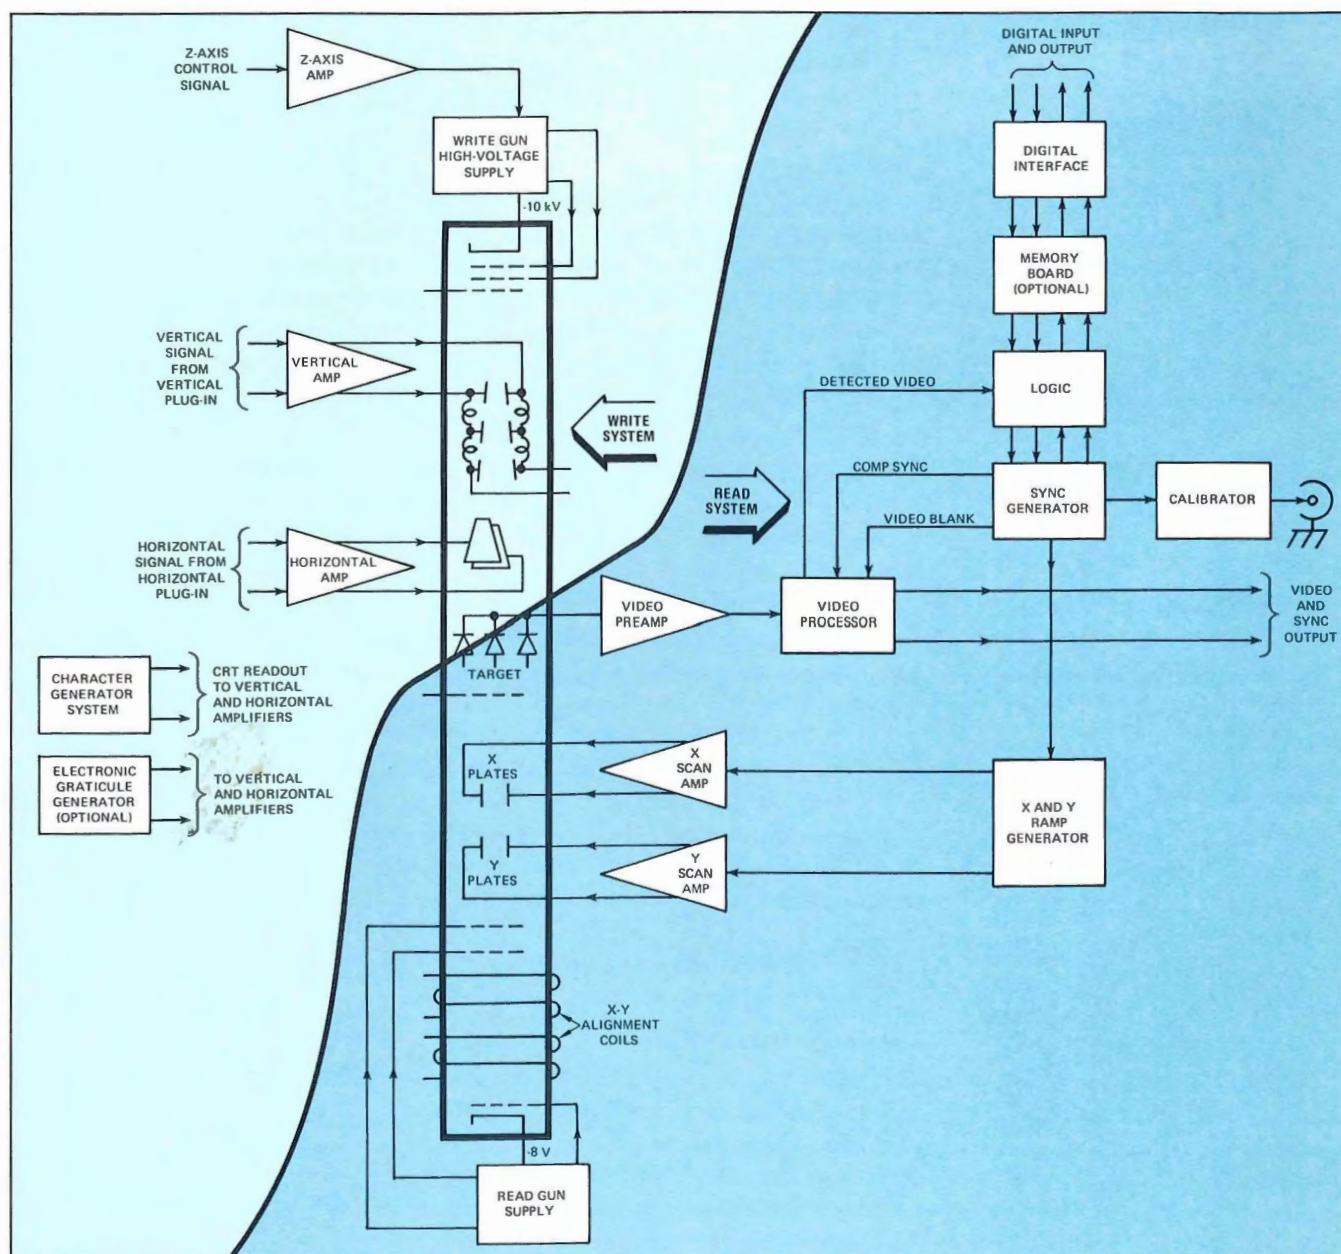 Z-AXIS
CONTROL
SIGNAL
Z-AXIS
AMP
WRITE GUN
HIGH-VOLTAGE
SUPPLY
-10 kV
VERTICAL
SIGNAL
FROM
VERTICAL
PLUG-IN
VERTICAL
AMP
WRITE
SYSTEM
HORIZONTAL
SIGNAL FROM
HORIZONTAL
PLUG-IN
HORIZONTAL
AMP
TARGET
CHARACTER
GENERATOR
SYSTEM
CRT READOUT
TO VERTICAL
AND HORIZONTAL
AMPLIFIERS
ELECTRONIC
GRATICULE
GENERATOR
(OPTIONAL)
TO VERTICAL
AND HORIZONTAL
AMPLIFIERS
DIGITAL INPUT
AND OUTPUT
DIGITAL
INTERFACE
MEMORY
BOARD
(OPTIONAL)
DETECTED VIDEO
LOGIC
READ
SYSTEM
COMP SYNC
VIDEO BLANK
SYNC
GENERATOR
CALIBRATOR
VIDEO
PREAMP
VIDEO
PROCESSOR
VIDEO
AND
SYNC
OUTPUT
X
PLATES
X
SCAN
AMP
X AND Y
RAMP
GENERATOR
Y
PLATES
Y
SCAN
AMP
X-Y
ALIGNMENT
COILS
-8 V
READ GUN
SUPPLY